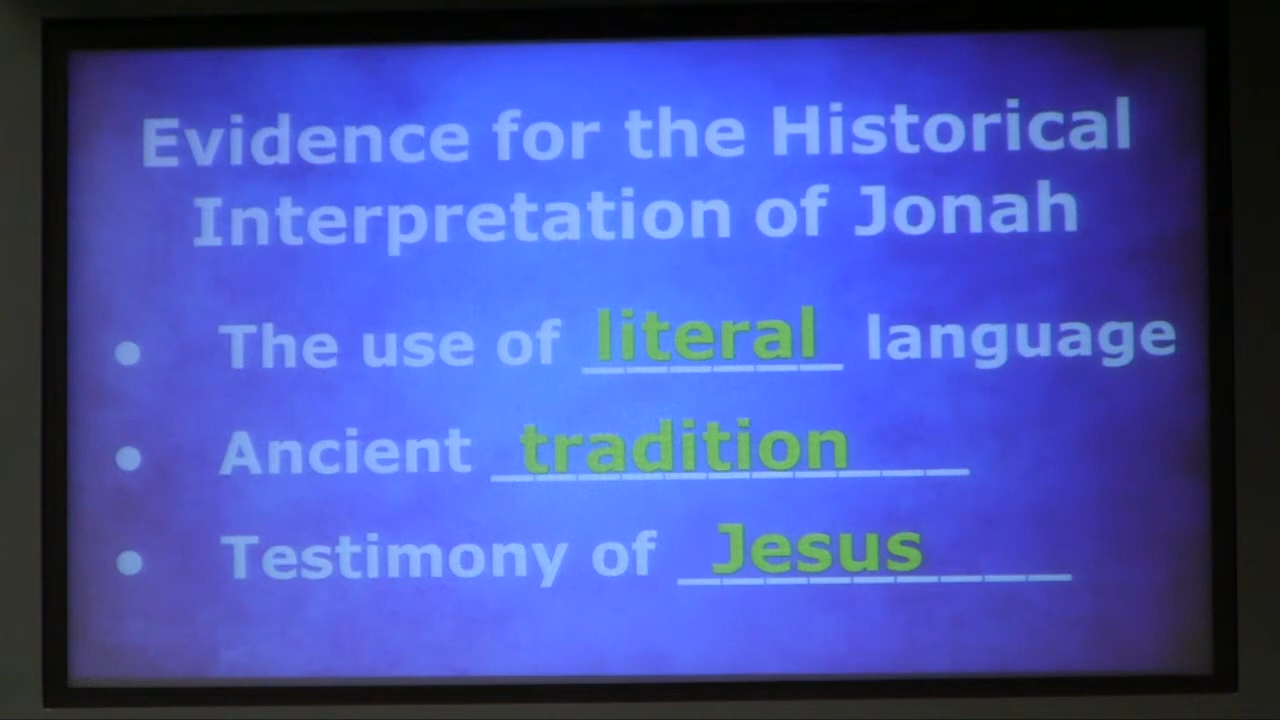 Evidence for the Historical
Interpretation of Jonah
• The use of literal language
• Ancient tradition
• Testimony of Jesus